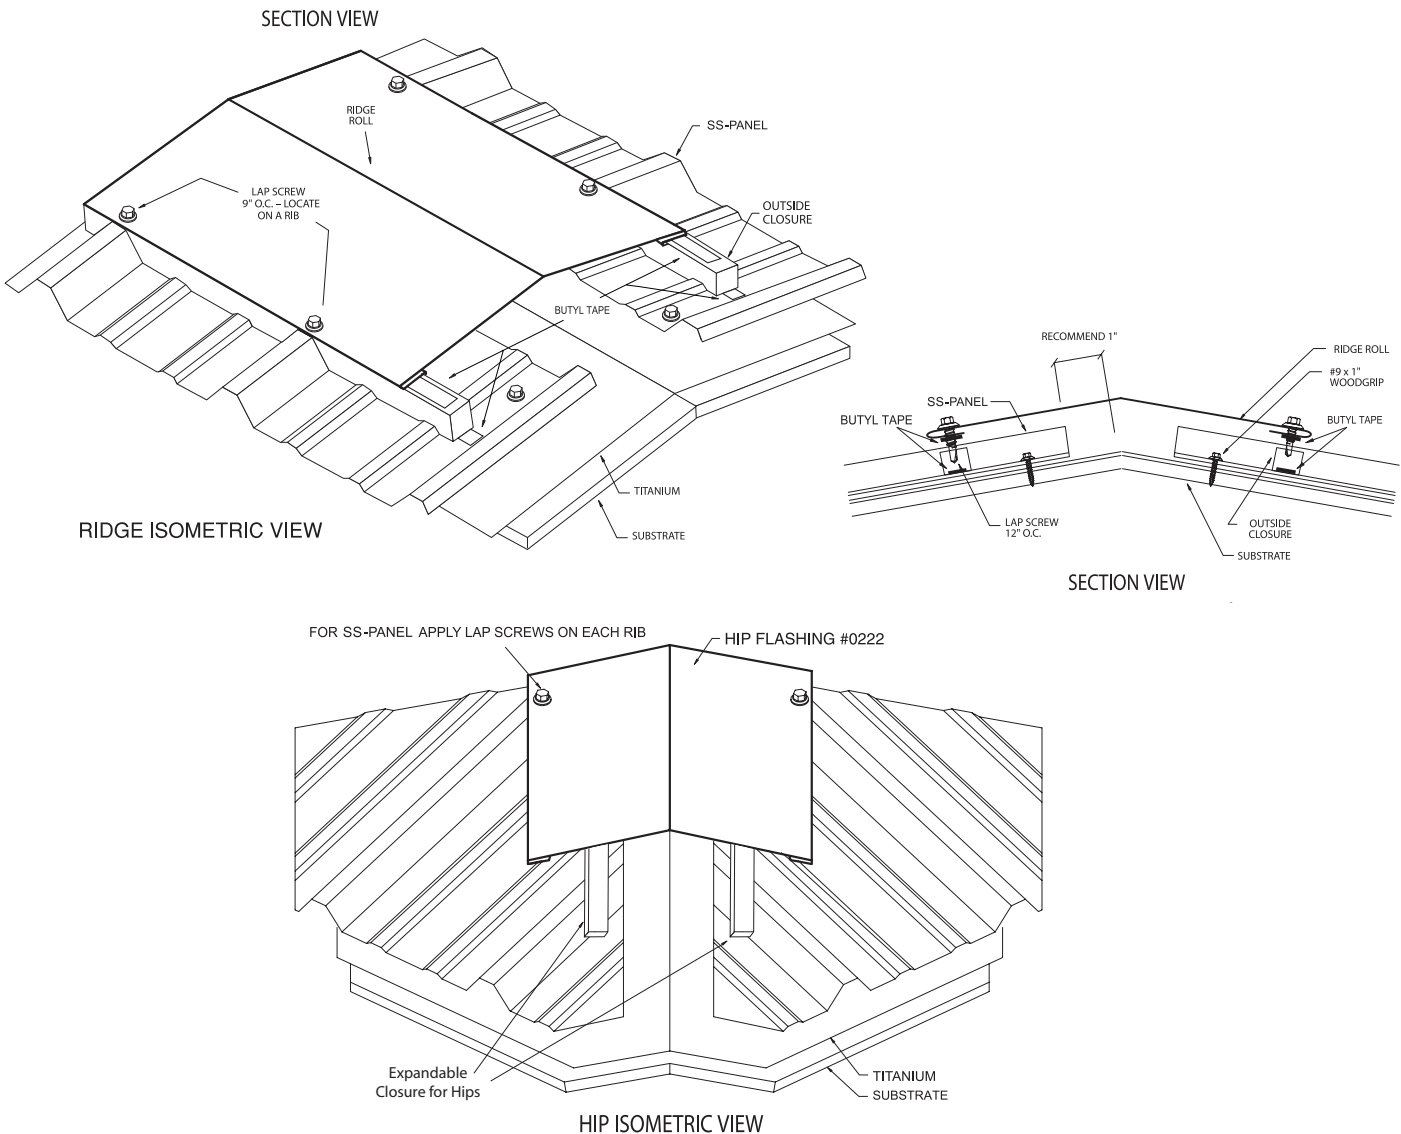 SECTION VIEW
RIDGE
ROLL
SS-PANEL
LAP SCREW
9" O.C. – LOCATE
ON A RIB
OUTSIDE
CLOSURE
BUTYL TAPE
TITANIUM
SUBSTRATE
RIDGE ISOMETRIC VIEW
RECOMMEND 1"
RIDGE ROLL
#9 x 1"
WOODGRIP
SS-PANEL
BUTYL TAPE
BUTYL TAPE
LAP SCREW
12" O.C.
OUTSIDE
CLOSURE
SUBSTRATE
SECTION VIEW
FOR SS-PANEL APPLY LAP SCREWS ON EACH RIB
HIP FLASHING #0222
Expandable
Closure for Hips
TITANIUM
SUBSTRATE
HIP ISOMETRIC VIEW